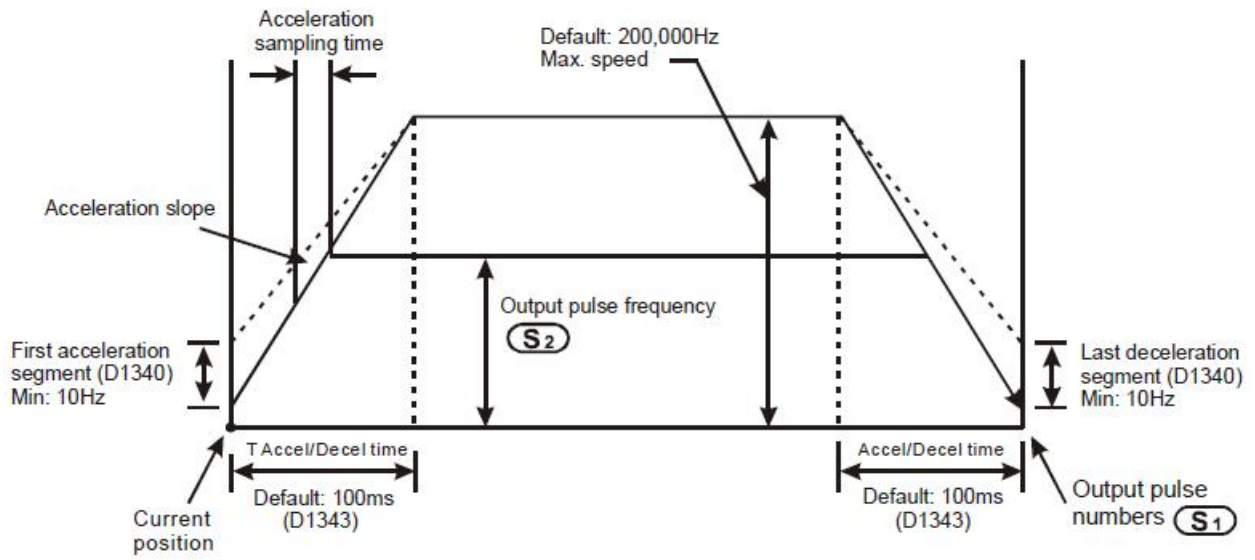 Acceleration
sampling time
Default: 200,000Hz
Max. speed
Acceleration slope
Output pulse frequency
S2
First acceleration
segment (D1340)
Min: 10Hz
Last deceleration
segment (D1340)
Min: 10Hz
T Accel/Decel time
Accel/Decel time
Default: 100ms
(D1343)
Default: 100ms
(D1343)
Current
position
Output pulse
numbers S1